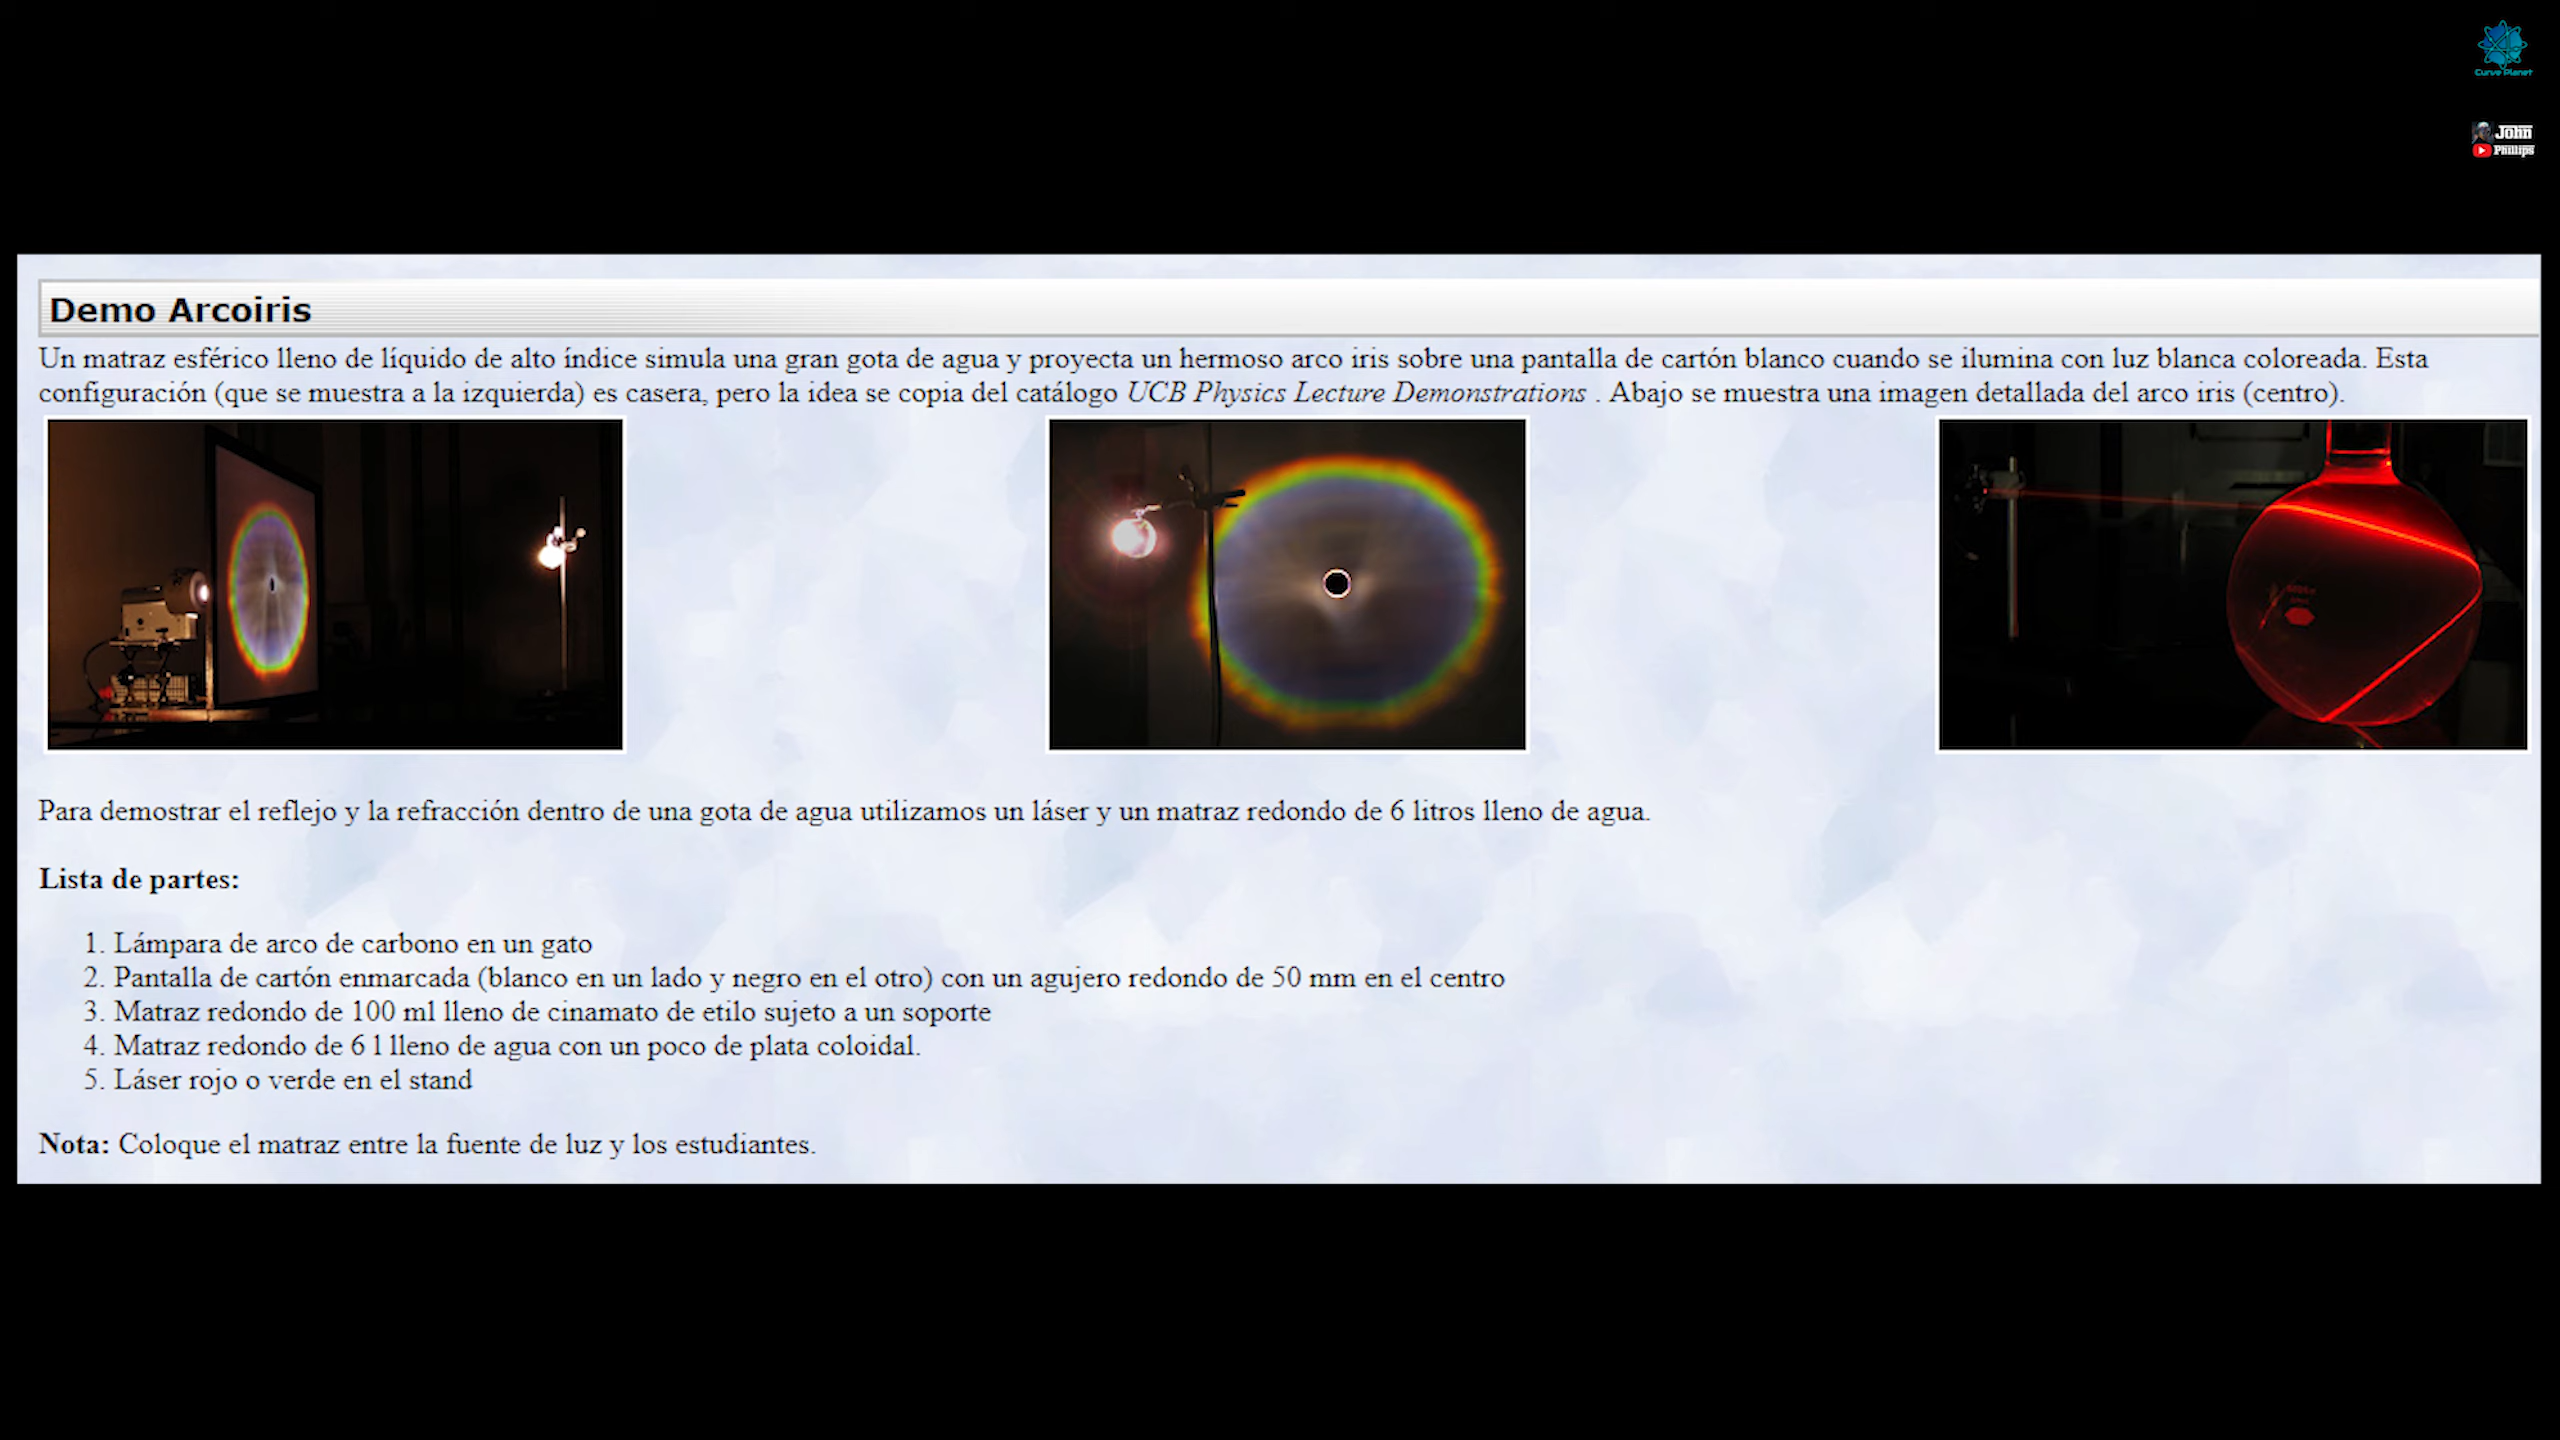 Curve Planet
John
Phillips
Demo Arcoiris
Un matraz esférico lleno de líquido de alto índice simula una gran gota de agua y proyecta un hermoso arco iris sobre una pantalla de cartón blanco cuando se ilumina con luz blanca coloreada. Esta
configuración (que se muestra a la izquierda) es casera, pero la idea se copia del catálogo UCB Physics Lecture Demonstrations . Abajo se muestra una imagen detallada del arco iris (centro).
Para demostrar el reflejo y la refracción dentro de una gota de agua utilizamos un láser y un matraz redondo de 6 litros lleno de agua.
Lista de partes:
1. Lámpara de arco de carbono en un gato
2. Pantalla de cartón enmarcada (blanco en un lado y negro en el otro) con un agujero redondo de 50 mm en el centro
3. Matraz redondo de 100 ml lleno de cinamato de etilo sujeto a un soporte
4. Matraz redondo de 6 l lleno de agua con un poco de plata coloidal.
5. Láser rojo o verde en el stand
Nota: Coloque el matraz entre la fuente de luz y los estudiantes.